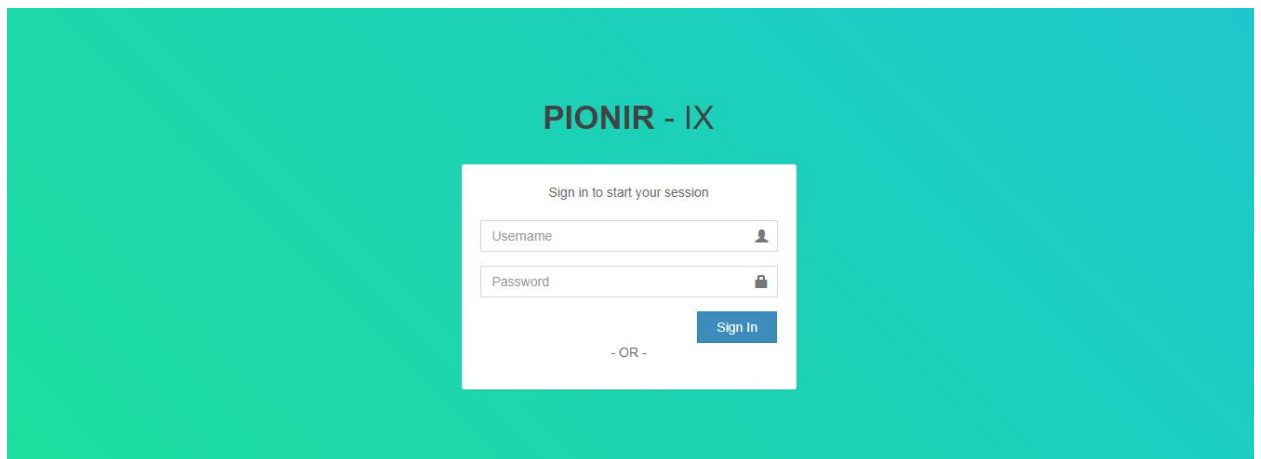 PIONIR - IX
Sign in to start your session
Username
Password
Sign In
- OR -